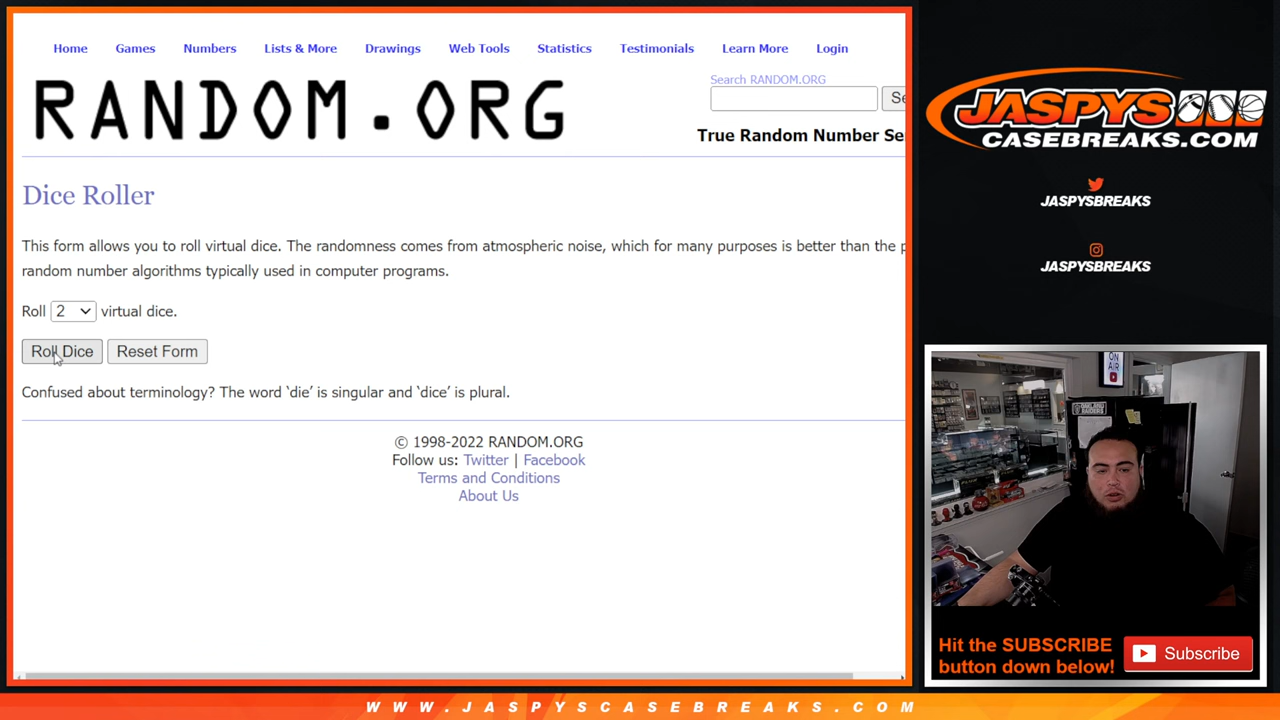 Home Games Numbers Lists & More Drawings Web Tools Statistics Testimonials Learn More Login
RANDOM.ORG
Search RANDOM.ORG
Se
True Random Number Se
Dice Roller
This form allows you to roll virtual dice. The randomness comes from atmospheric noise, which for many purposes is better than the p
random number algorithms typically used in computer programs.
Roll 2 virtual dice.
Roll Dice Reset Form
Confused about terminology? The word ‘die’ is singular and ‘dice’ is plural.
© 1998-2022 RANDOM.ORG
Follow us: Twitter | Facebook
Terms and Conditions
About Us
JASPYS
CASEBREAKS.COM
JASPYSBREAKS
JASPYSBREAKS
ON
AIR
OAKLAND
RAIDERS
Hit the SUBSCRIBE
button down below!
Subscribe
WWW.JASPYSCASEBREAKS.COM